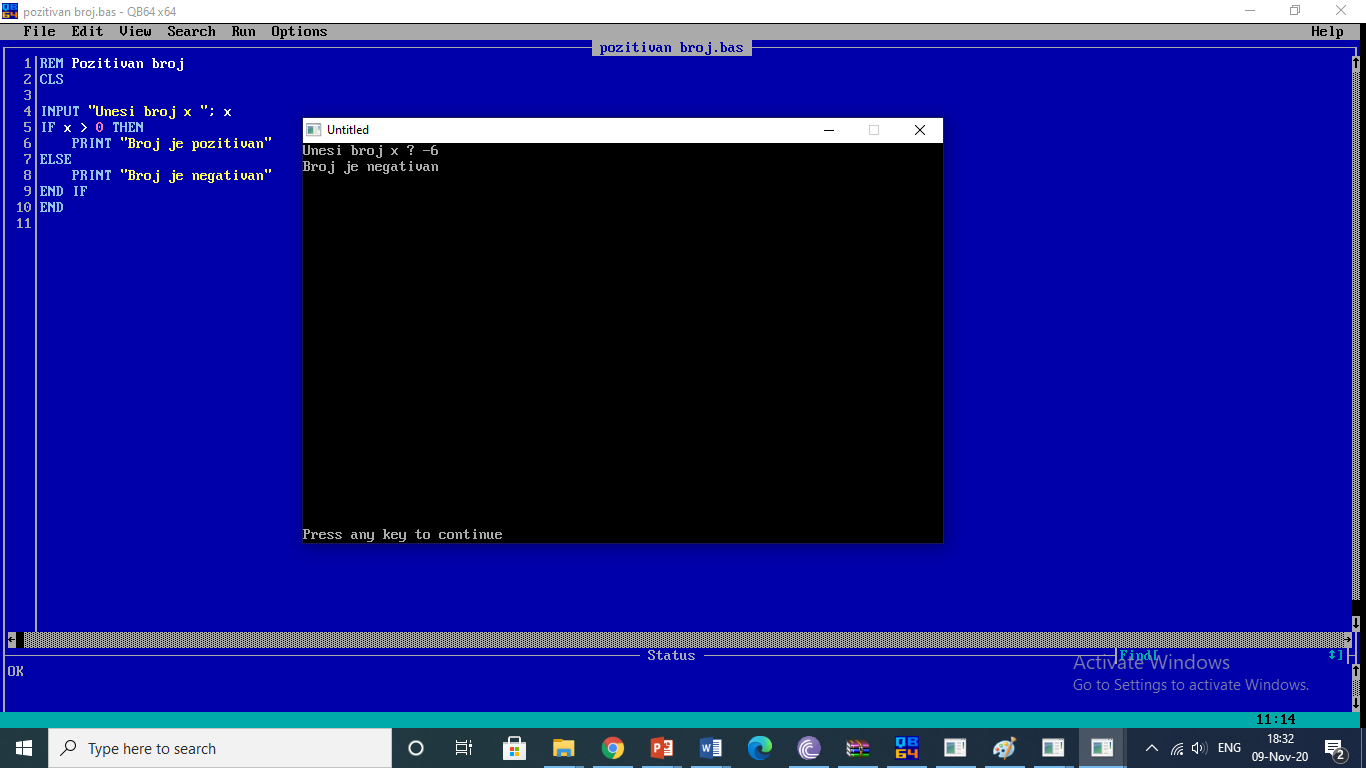 pozitivan broj.bas - QB64 x64
File Edit View Search Run Options Help
pozitivan broj.bas
1 REM Pozitivan broj
2 CLS
3
4 INPUT "Unesi broj x "; x
5 IF x > 0 THEN
6 PRINT "Broj je pozitivan"
7 ELSE
8 PRINT "Broj je negativan"
9 END IF
10 END
11
Untitled
Unesi broj x ? -6
Broj je negativan
Press any key to continue
Status
Find[ ]
OK
Activate Windows
Go to Settings to activate Windows.
11:14
Type here to search
QB
64
ENG
18:32
09-Nov-20
2